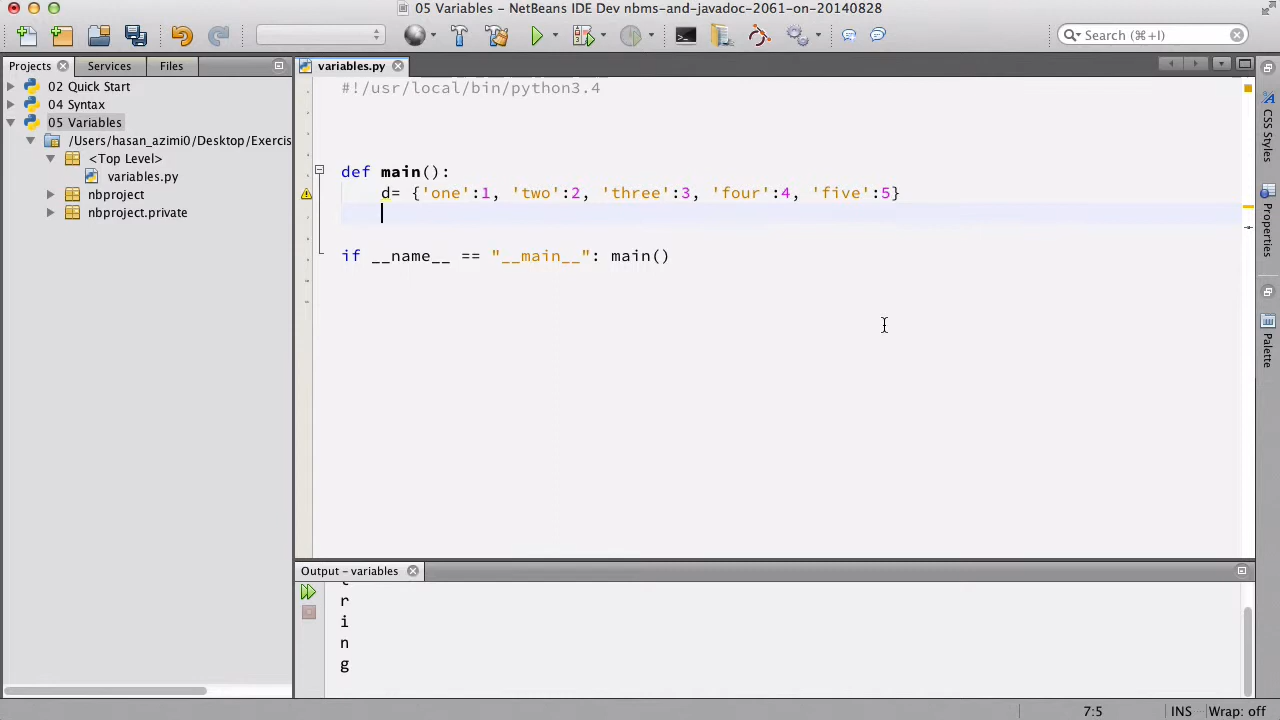 05 Variables – NetBeans IDE Dev nbms-and-javadoc-2061-on-20140828
Search (⌘+I)
Projects
Services
Files
variables.py
02 Quick Start
04 Syntax
05 Variables
/Users/hasan_azimi0/Desktop/Exercis
<Top Level>
variables.py
nbproject
nbproject.private
#!/usr/local/bin/python3.4
def main():
d= {'one':1, 'two':2, 'three':3, 'four':4, 'five':5}
if __name__ == "__main__": main()
CSS Styles
Properties
Palette
Output – variables
r
i
n
g
7:5
INS
Wrap: off